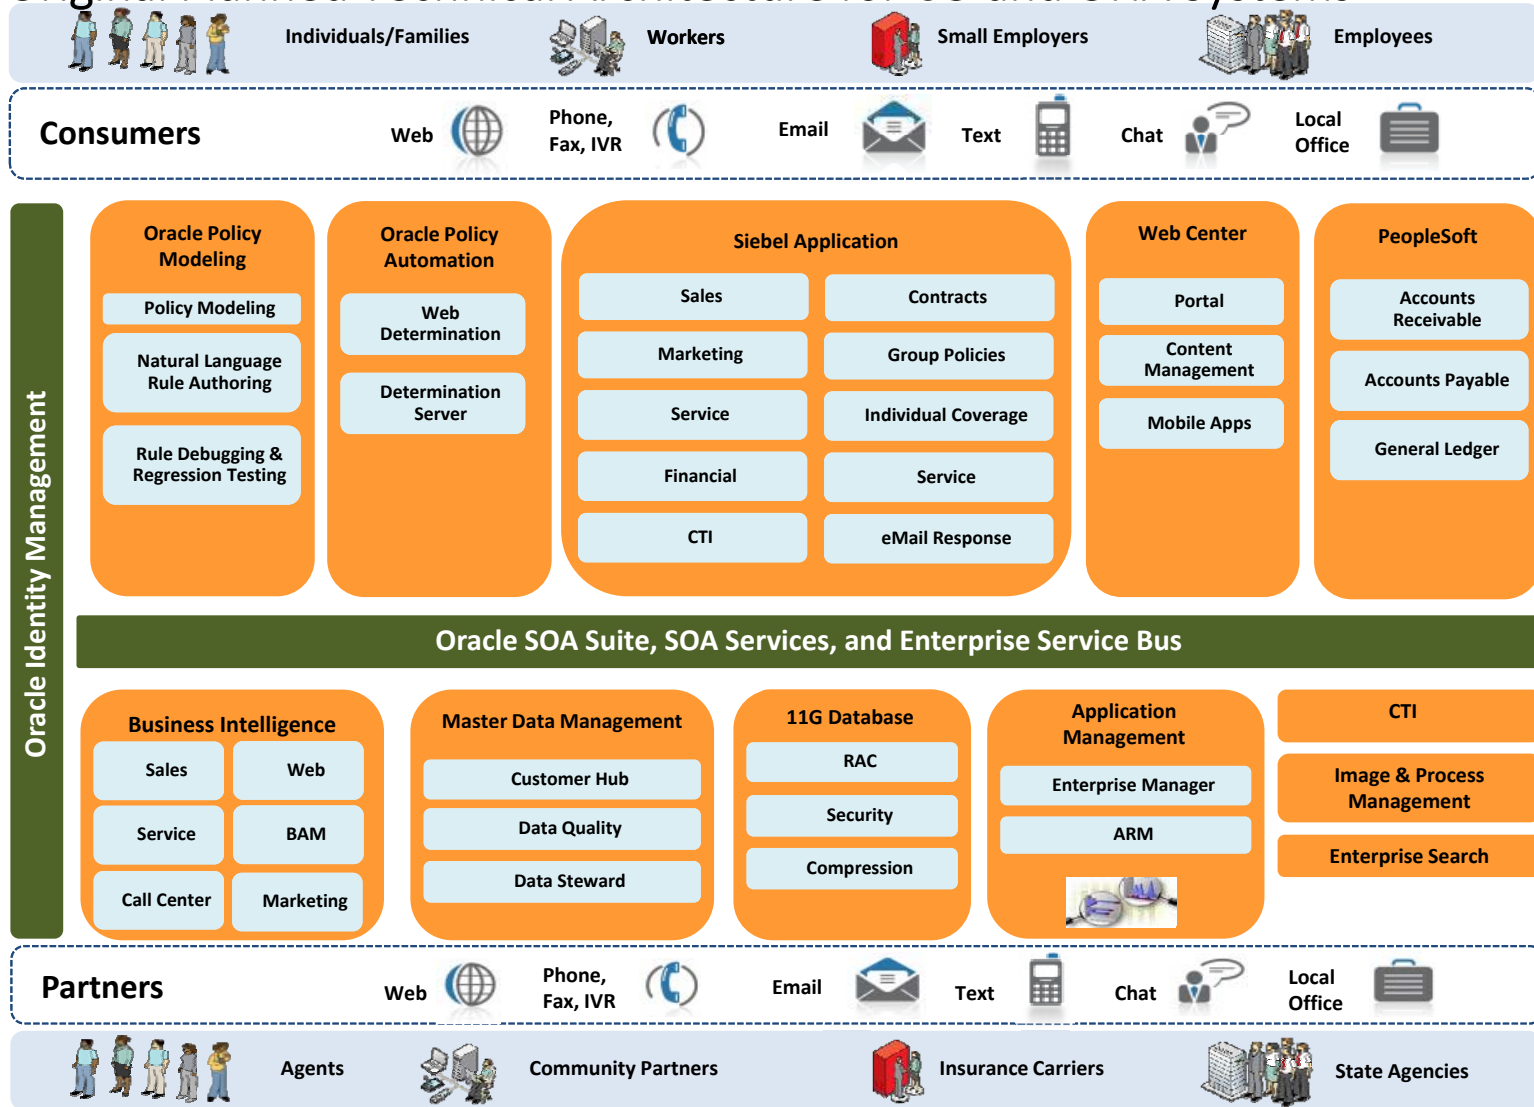 Individuals/Families
Workers
Small Employers
Employees
Consumers
Web
Phone,
Fax, IVR
Email
Text
Chat
Local
Office
Oracle Identity Management
Oracle Policy
Modeling
Policy Modeling
Natural Language
Rule Authoring
Rule Debugging &
Regression Testing
Oracle Policy
Automation
Web
Determination
Determination
Server
Siebel Application
Sales
Contracts
Marketing
Group Policies
Service
Individual Coverage
Financial
Service
CTI
eMail Response
Web Center
Portal
Content
Management
Mobile Apps
PeopleSoft
Accounts
Receivable
Accounts Payable
General Ledger
Oracle SOA Suite, SOA Services, and Enterprise Service Bus
Business Intelligence
Sales
Web
Service
BAM
Call Center
Marketing
Master Data Management
Customer Hub
Data Quality
Data Steward
11G Database
RAC
Security
Compression
Application
Management
Enterprise Manager
ARM
CTI
Image & Process
Management
Enterprise Search
Partners
Web
Phone,
Fax, IVR
Email
Text
Chat
Local
Office
Agents
Community Partners
Insurance Carriers
State Agencies